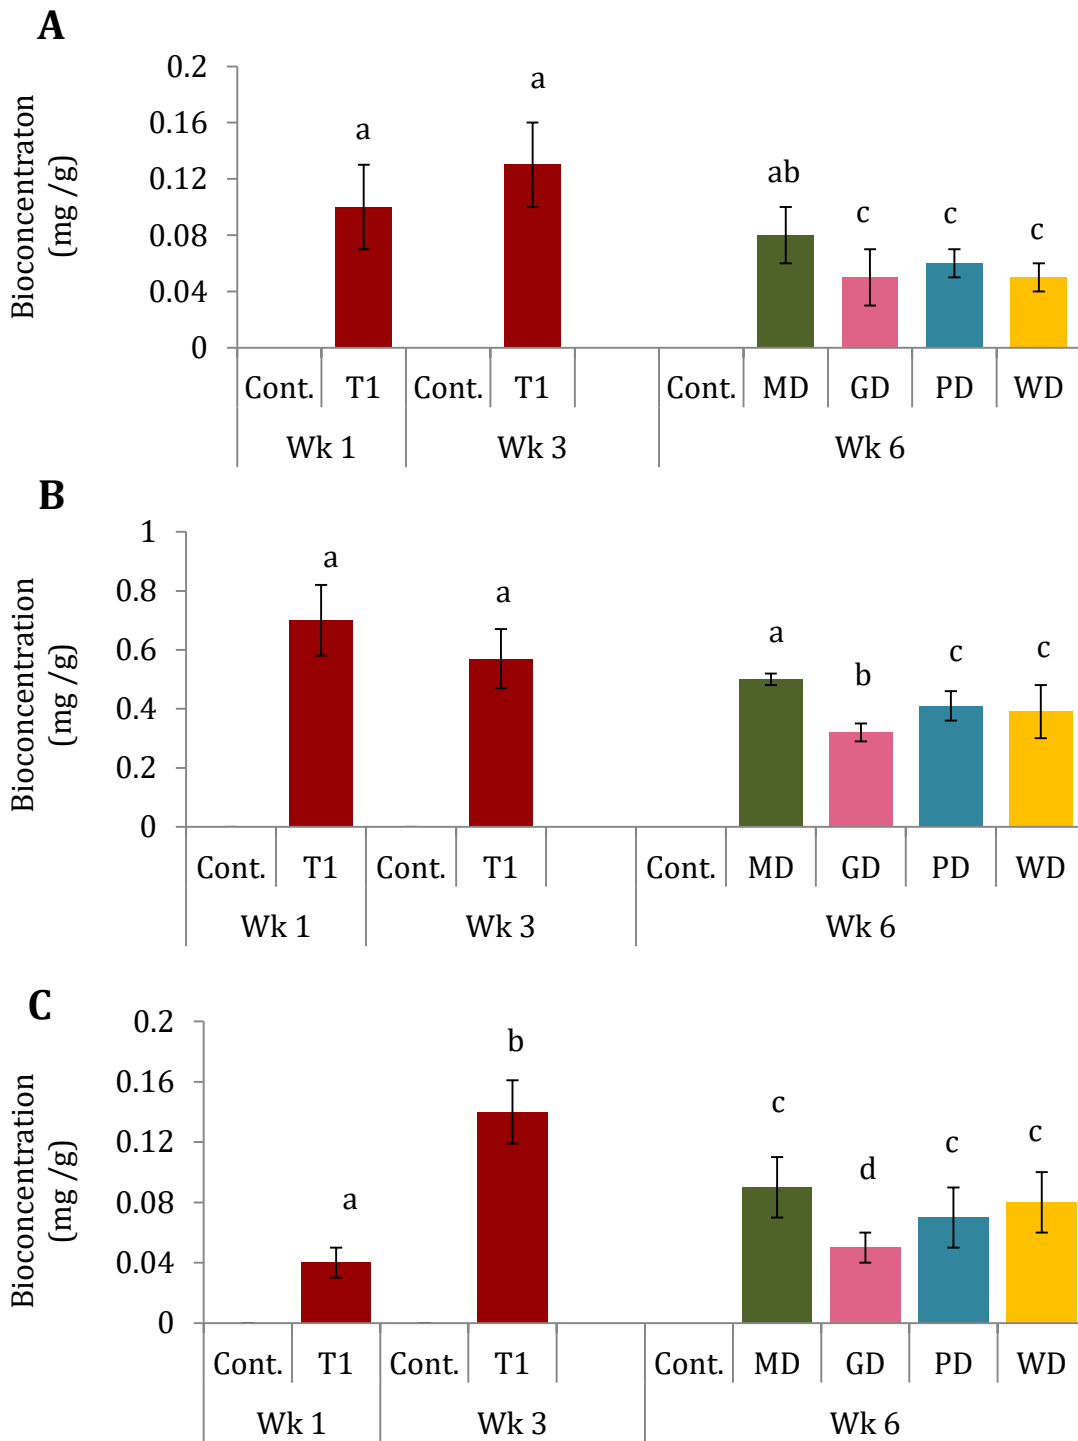 A
Bioconcentraton
(mg /g)
0.2
a
a
0.16
ab
0.12
c
c
c
0.08
0.04
0
Cont. T1 Cont. T1 Cont. MD GD PD WD
Wk 1 Wk 3 Wk 6
B
Bioconcentration
(mg /g)
1
a
0.8
a
a
c
c
0.6
b
0.4
0.2
0
Cont. T1 Cont. T1 Cont. MD GD PD WD
Wk 1 Wk 3 Wk 6
C
Bioconcentration
(mg /g)
0.2
b
0.16
c
0.12
c
c
d
a
0.08
0.04
0
Cont. T1 Cont. T1 Cont. MD GD PD WD
Wk 1 Wk 3 Wk 6